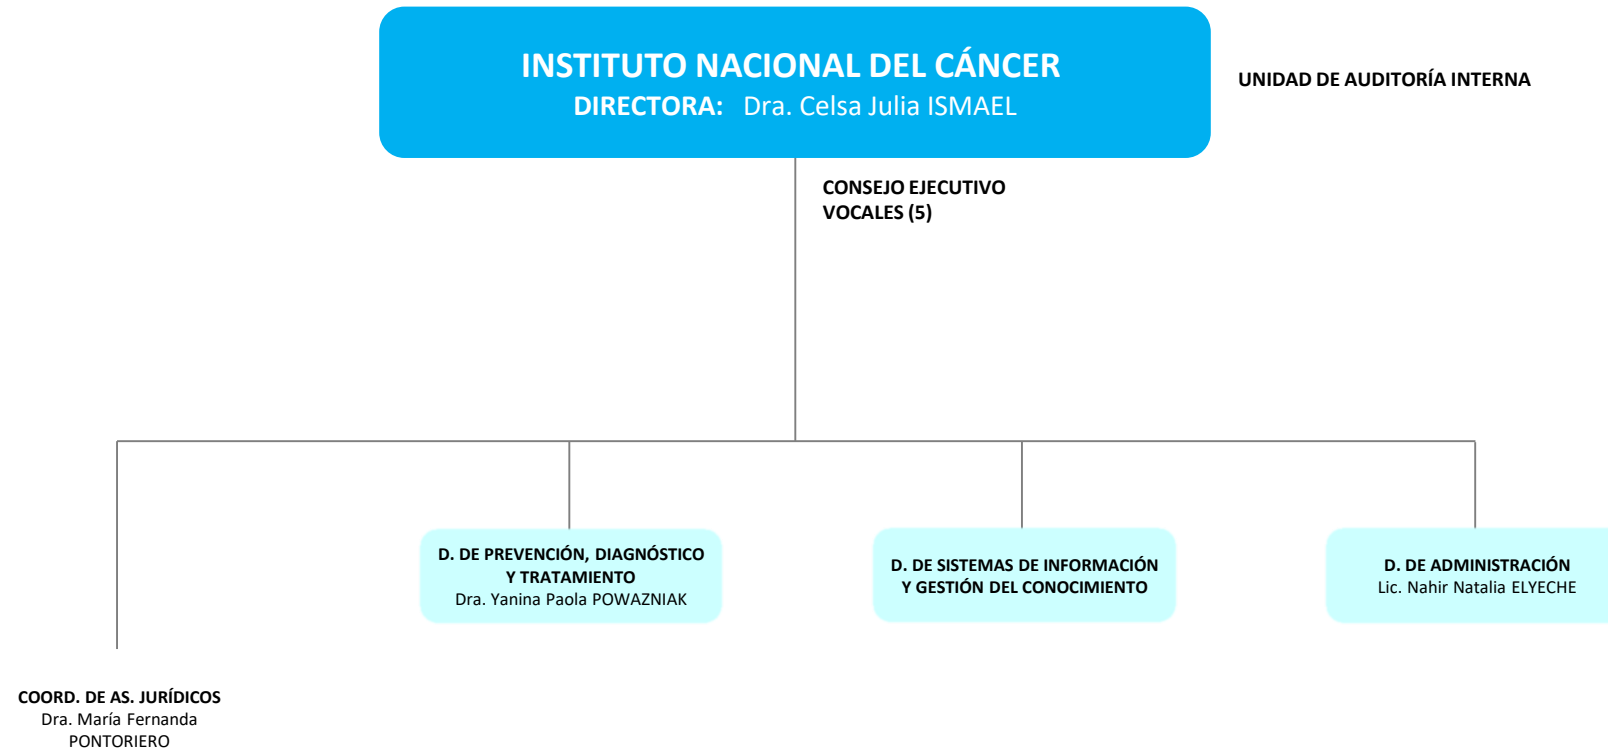 INSTITUTO NACIONAL DEL CÁNCER
DIRECTORA: Dra. Celsa Julia ISMAEL
UNIDAD DE AUDITORÍA INTERNA
CONSEJO EJECUTIVO
VOCALES (5)
D. DE PREVENCIÓN, DIAGNÓSTICO
Y TRATAMIENTO
Dra. Yanina Paola POWAZNIAK
D. DE SISTEMAS DE INFORMACIÓN
Y GESTIÓN DEL CONOCIMIENTO
D. DE ADMINISTRACIÓN
Lic. Nahir Natalia ELYECHE
COORD. DE AS. JURÍDICOS
Dra. María Fernanda
PONTORIERO